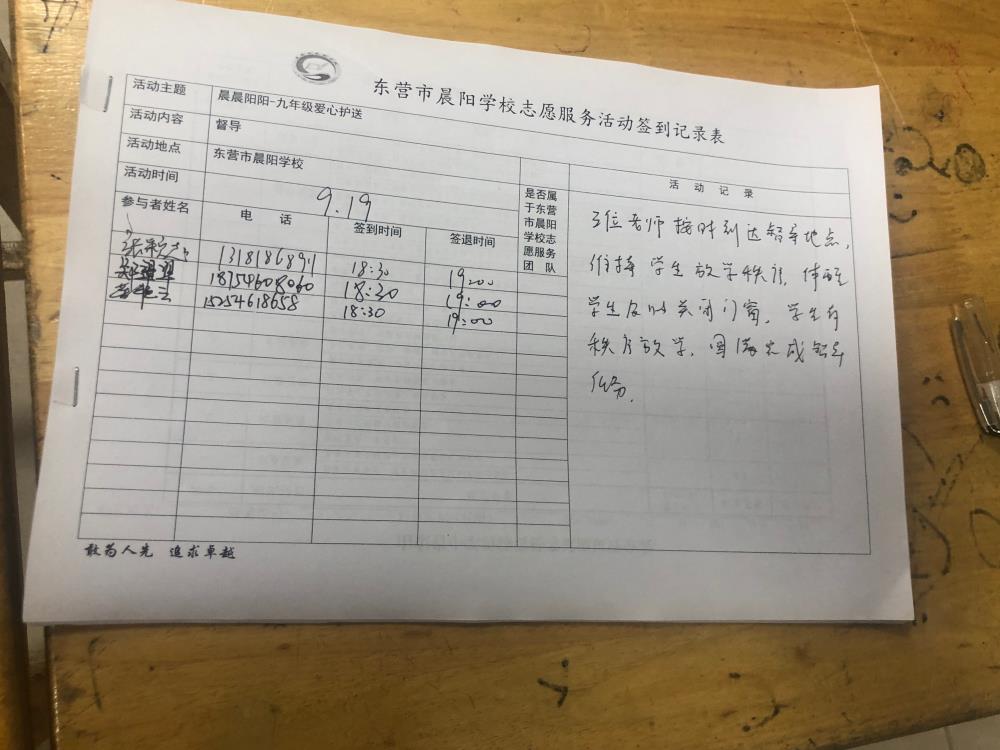 东营市晨阳学校志愿服务活动签到记录表
活动主题 晨晨阳阳-九年级爱心护送
活动内容 督导
活动地点 东营市晨阳学校
活动时间 9.19
参与者姓名 电 话 签到时间 签退时间 是否属于东营市晨阳学校志愿服务团队 活 动 记 录
18:30 19:00
18754608060 18:30 19:00
15254618658 18:30 19:00
3位老师按时到达督导地点,
维持学生放学秩序,体醒
学生及时关闭门窗,学生有
秩序放学,圆满完成督导
任务.
敢为人先 追求卓越